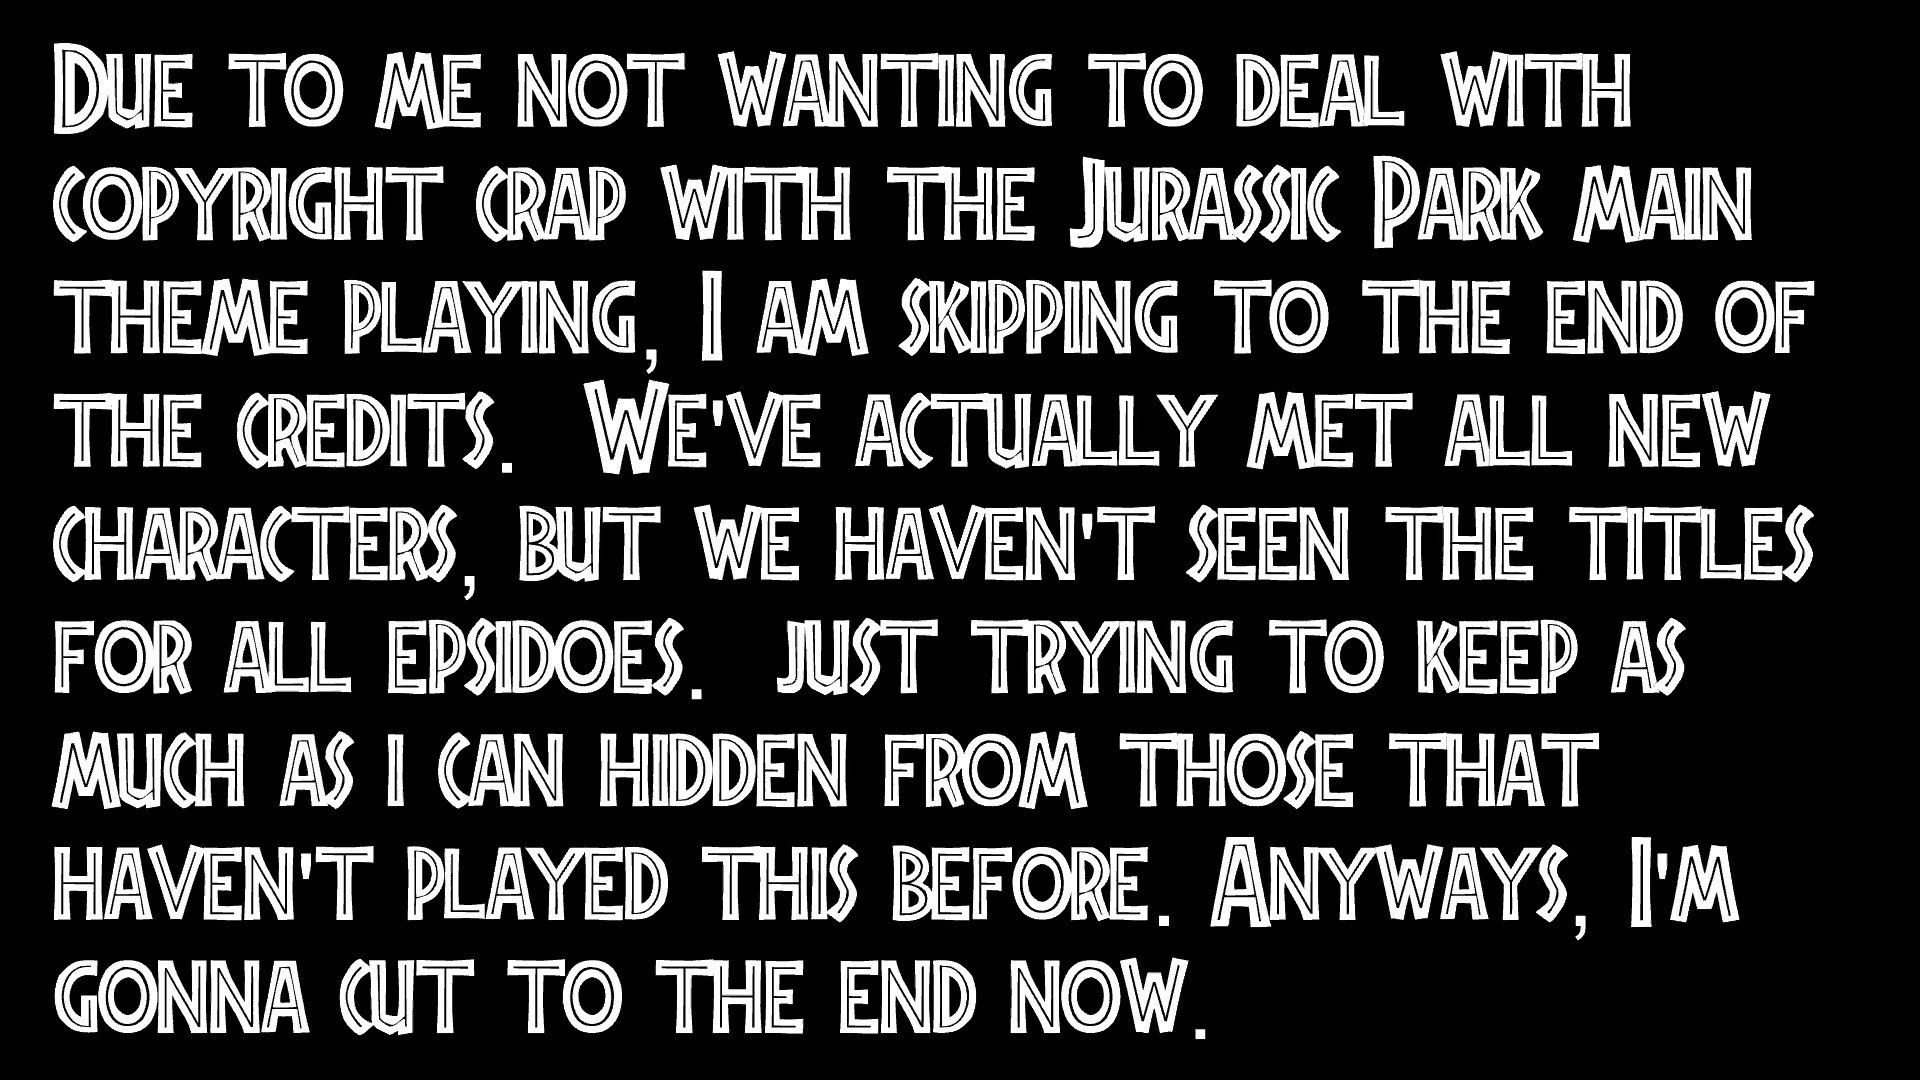 Due to me not wanting to deal with
copyright crap with the Jurassic Park main
theme playing, I am skipping to the end of
the credits.  We've actually met all new
characters, but we haven't seen the titles
for all epsidoes.  just trying to keep as
much as i can hidden from those that
haven't played this before. Anyways, I'm
gonna cut to the end now.